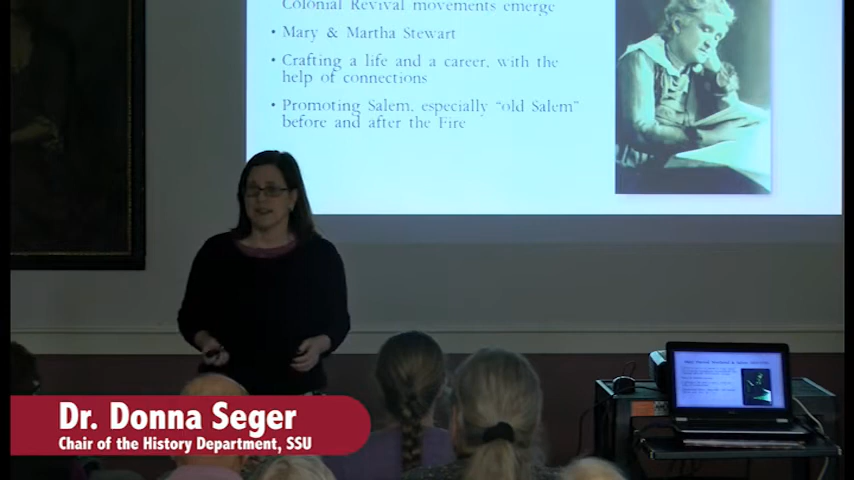 Colonial Revival movements emerge
• Mary & Martha Stewart
• Crafting a life and a career, with the
help of connections
• Promoting Salem, especially "old Salem"
before and after the Fire
Dr. Donna Seger
Chair of the History Department, SSU